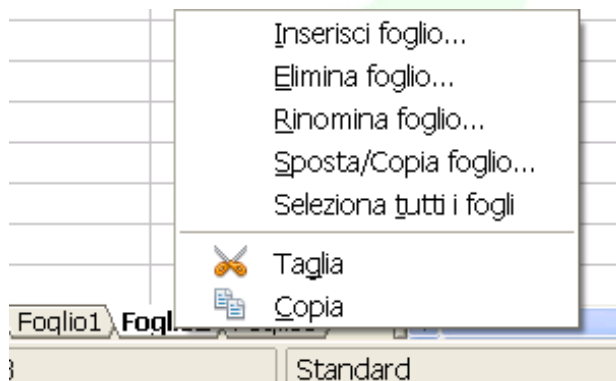 Inserisci foglio...
Elimina foglio...
Rinomina foglio...
Sposta/Copia foglio...
Seleziona tutti i fogli
Taglia
Copia
Foglio1
Standard